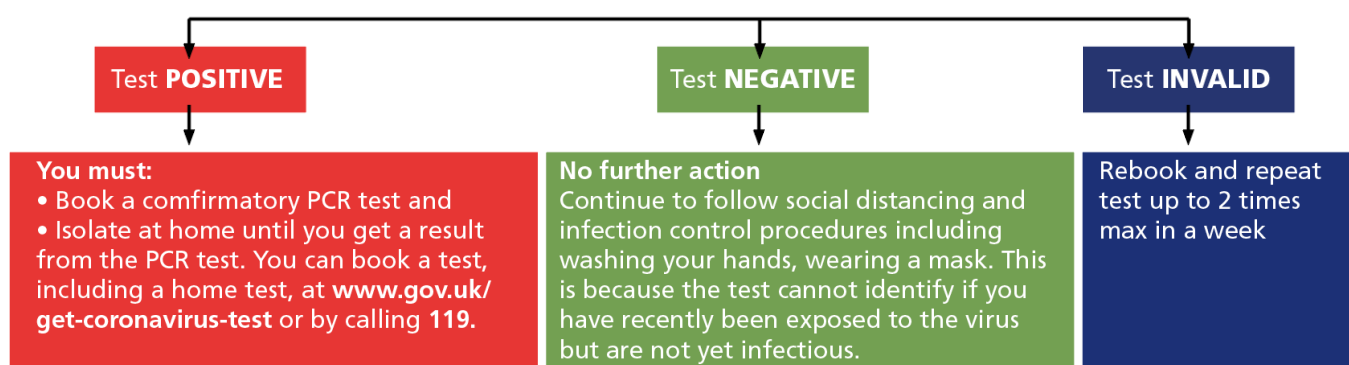 Test POSITIVE
Test NEGATIVE
Test INVALID
You must:
• Book a comfirmatory PCR test and
• Isolate at home until you get a result
from the PCR test. You can book a test,
including a home test, at www.gov.uk/
get-coronavirus-test or by calling 119.
No further action
Continue to follow social distancing and
infection control procedures including
washing your hands, wearing a mask. This
is because the test cannot identify if you
have recently been exposed to the virus
but are not yet infectious.
Rebook and repeat
test up to 2 times
max in a week